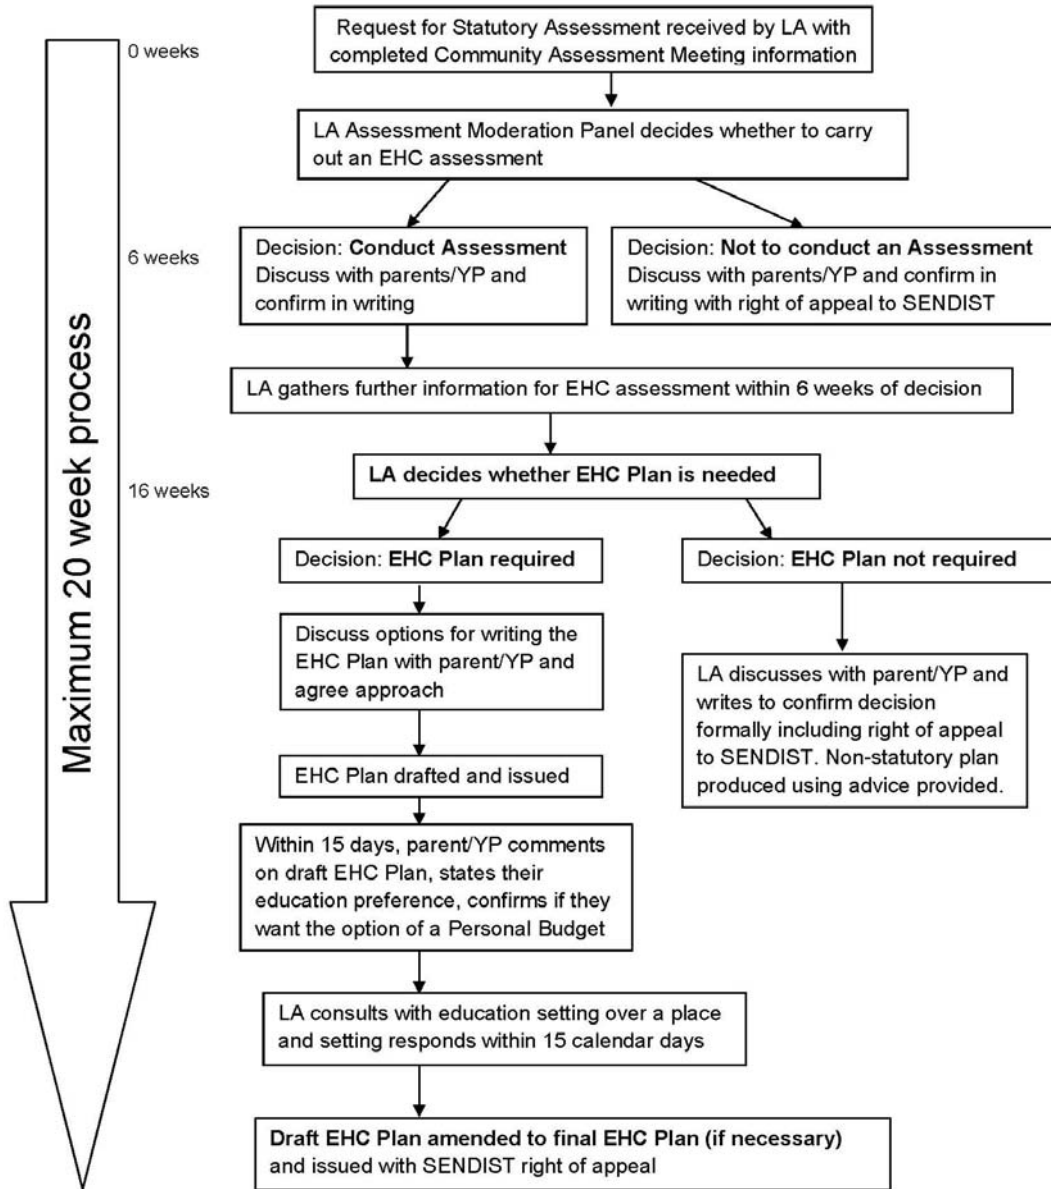 0 weeks
Request for Statutory Assessment received by LA with
completed Community Assessment Meeting information
LA Assessment Moderation Panel decides whether to carry
out an EHC assessment
6 weeks
Decision: Conduct Assessment
Discuss with parents/YP and
confirm in writing
Decision: Not to conduct an Assessment
Discuss with parents/YP and confirm in
writing with right of appeal to SENDIST
LA gathers further information for EHC assessment within 6 weeks of decision
Maximum 20 week process
16 weeks
LA decides whether EHC Plan is needed
Decision: EHC Plan required
Decision: EHC Plan not required
Discuss options for writing the
EHC Plan with parent/YP and
agree approach
LA discusses with parent/YP and
writes to confirm decision
formally including right of appeal
to SENDIST. Non-statutory plan
produced using advice provided.
EHC Plan drafted and issued
Within 15 days, parent/YP comments
on draft EHC Plan, states their
education preference, confirms if they
want the option of a Personal Budget
LA consults with education setting over a place
and setting responds within 15 calendar days
Draft EHC Plan amended to final EHC Plan (if necessary)
and issued with SENDIST right of appeal